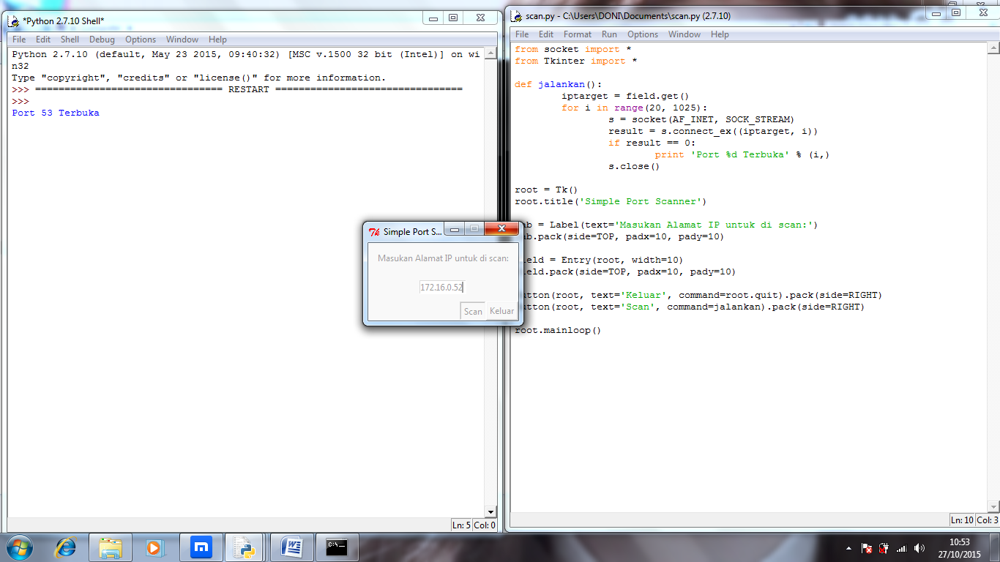 *Python 2.7.10 Shell*
File Edit Shell Debug Options Window Help
Python 2.7.10 (default, May 23 2015, 09:40:32) [MSC v.1500 32 bit (Intel)] on wi
n32
Type "copyright", "credits" or "license()" for more information.
>>> ================================ RESTART ================================
>>>
Port 53 Terbuka
Ln: 5 Col: 0
scan.py - C:\Users\DONI\Documents\scan.py (2.7.10)
File Edit Format Run Options Window Help
from socket import *
from Tkinter import *
def jalankan():
iptarget = field.get()
for i in range(20, 1025):
s = socket(AF_INET, SOCK_STREAM)
result = s.connect_ex((iptarget, i))
if result == 0:
print 'Port %d Terbuka' % (i,)
s.close()
root = Tk()
root.title('Simple Port Scanner')
b = Label(text='Masukan Alamat IP untuk di scan:')
b.pack(side=TOP, padx=10, pady=10)
ield = Entry(root, width=10)
ield.pack(side=TOP, padx=10, pady=10)
utton(root, text='Keluar', command=root.quit).pack(side=RIGHT)
utton(root, text='Scan', command=jalankan).pack(side=RIGHT)
root.mainloop()
Ln: 10 Col: 3
Simple Port S...
Masukan Alamat IP untuk di scan:
172.16.0.52
Scan Keluar
10:53
27/10/2015